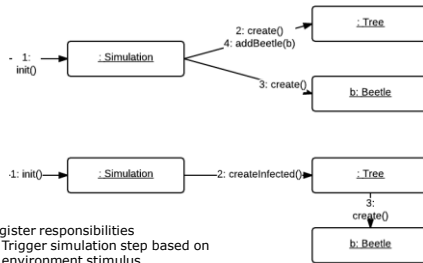 2: create()
4: addBeetle(b)
: Tree
1:
init()
: Simulation
3: create()
b: Beetle
1: init()
: Simulation
2: createInfected()
: Tree
3:
create()
b: Beetle
responsibilities
Trigger simulation step based on
environment stimulus